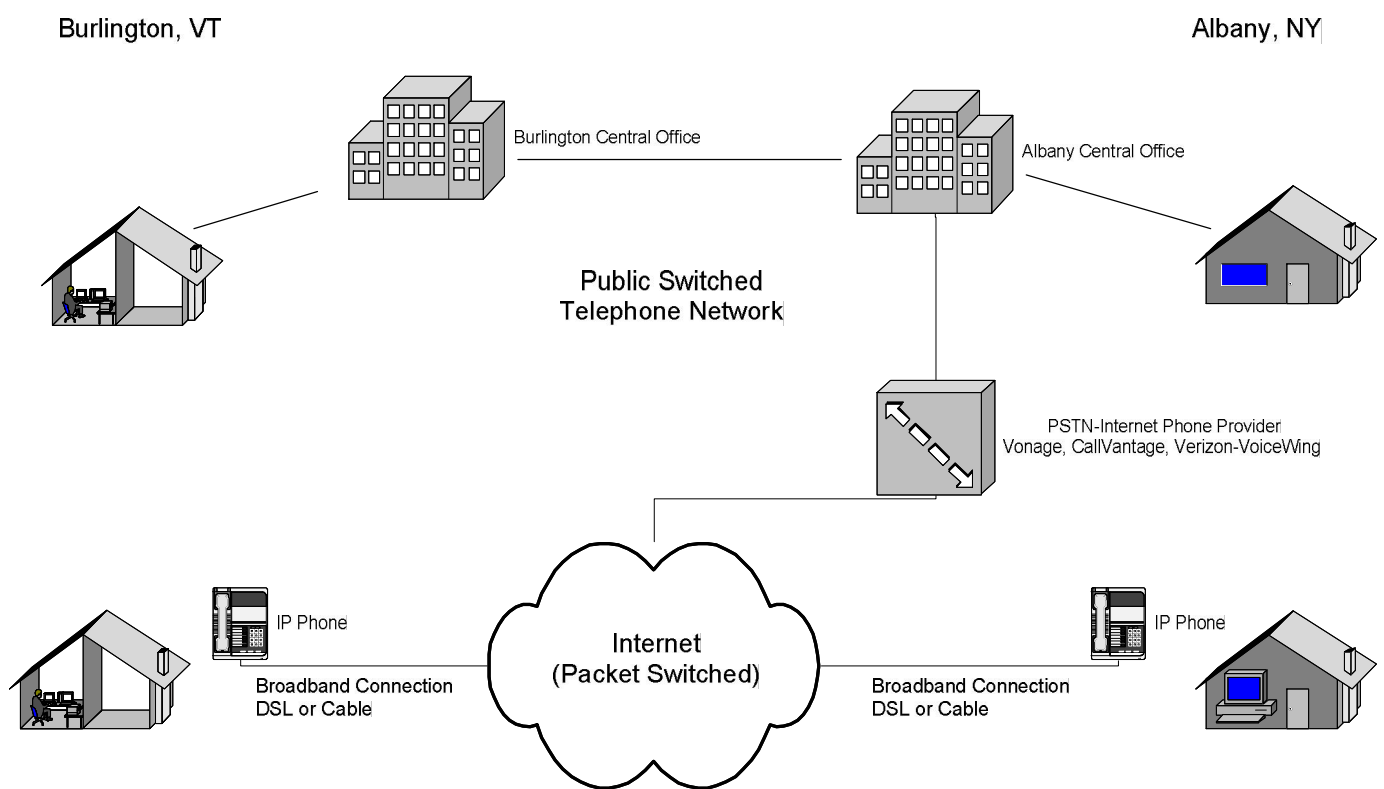 Burlington, VT
Albany, NY
Burlington Central Office
Albany Central Office
Public Switched
Telephone Network
PSTN-Internet Phone Provider
Vonage, CallVantage, Verizon-VoiceWing
IP Phone
IP Phone
Internet
(Packet Switched)
Broadband Connection
DSL or Cable
Broadband Connection
DSL or Cable